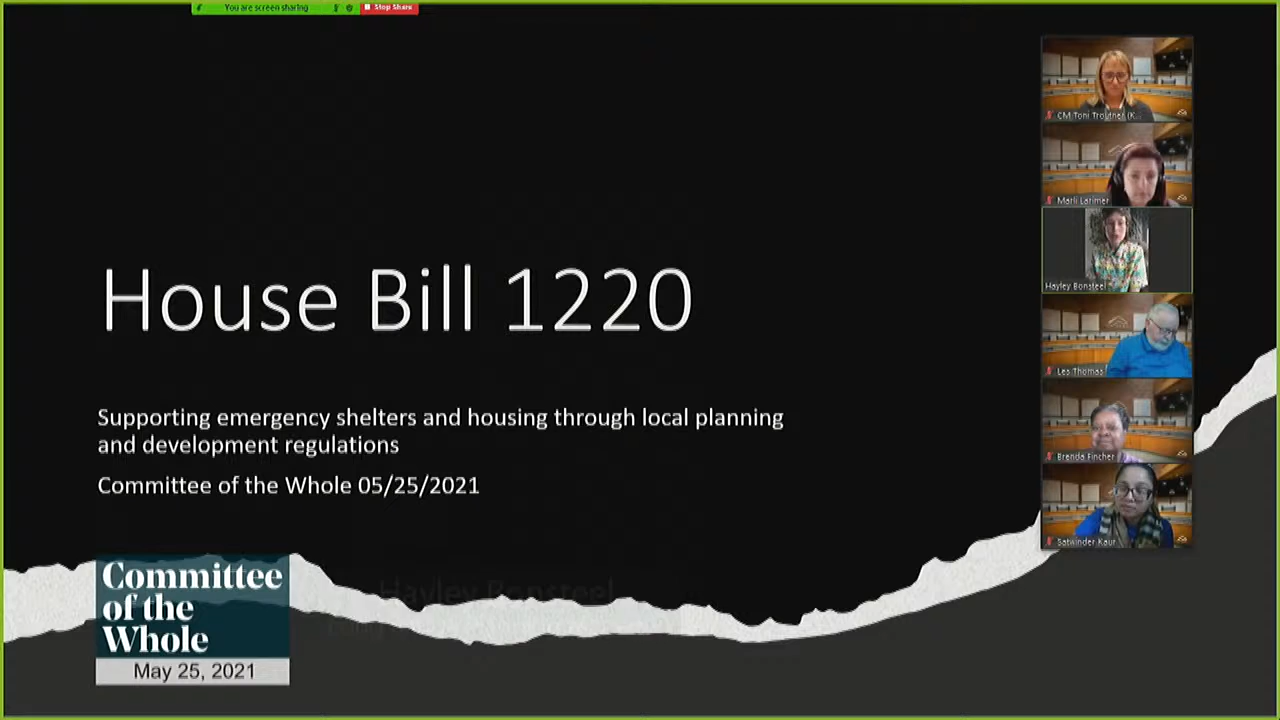 You are screen sharing
Stop Share
CM Toni Troutner (K...
Marli Larimer
Hayley Bonsteel
Les Thomas
Brenda Fincher
Satwinder Kaur
House Bill 1220
Supporting emergency shelters and housing through local planning
and development regulations
Committee of the Whole 05/25/2021
Committee
of the
Whole
May 25, 2021
Hayley Bonsteel